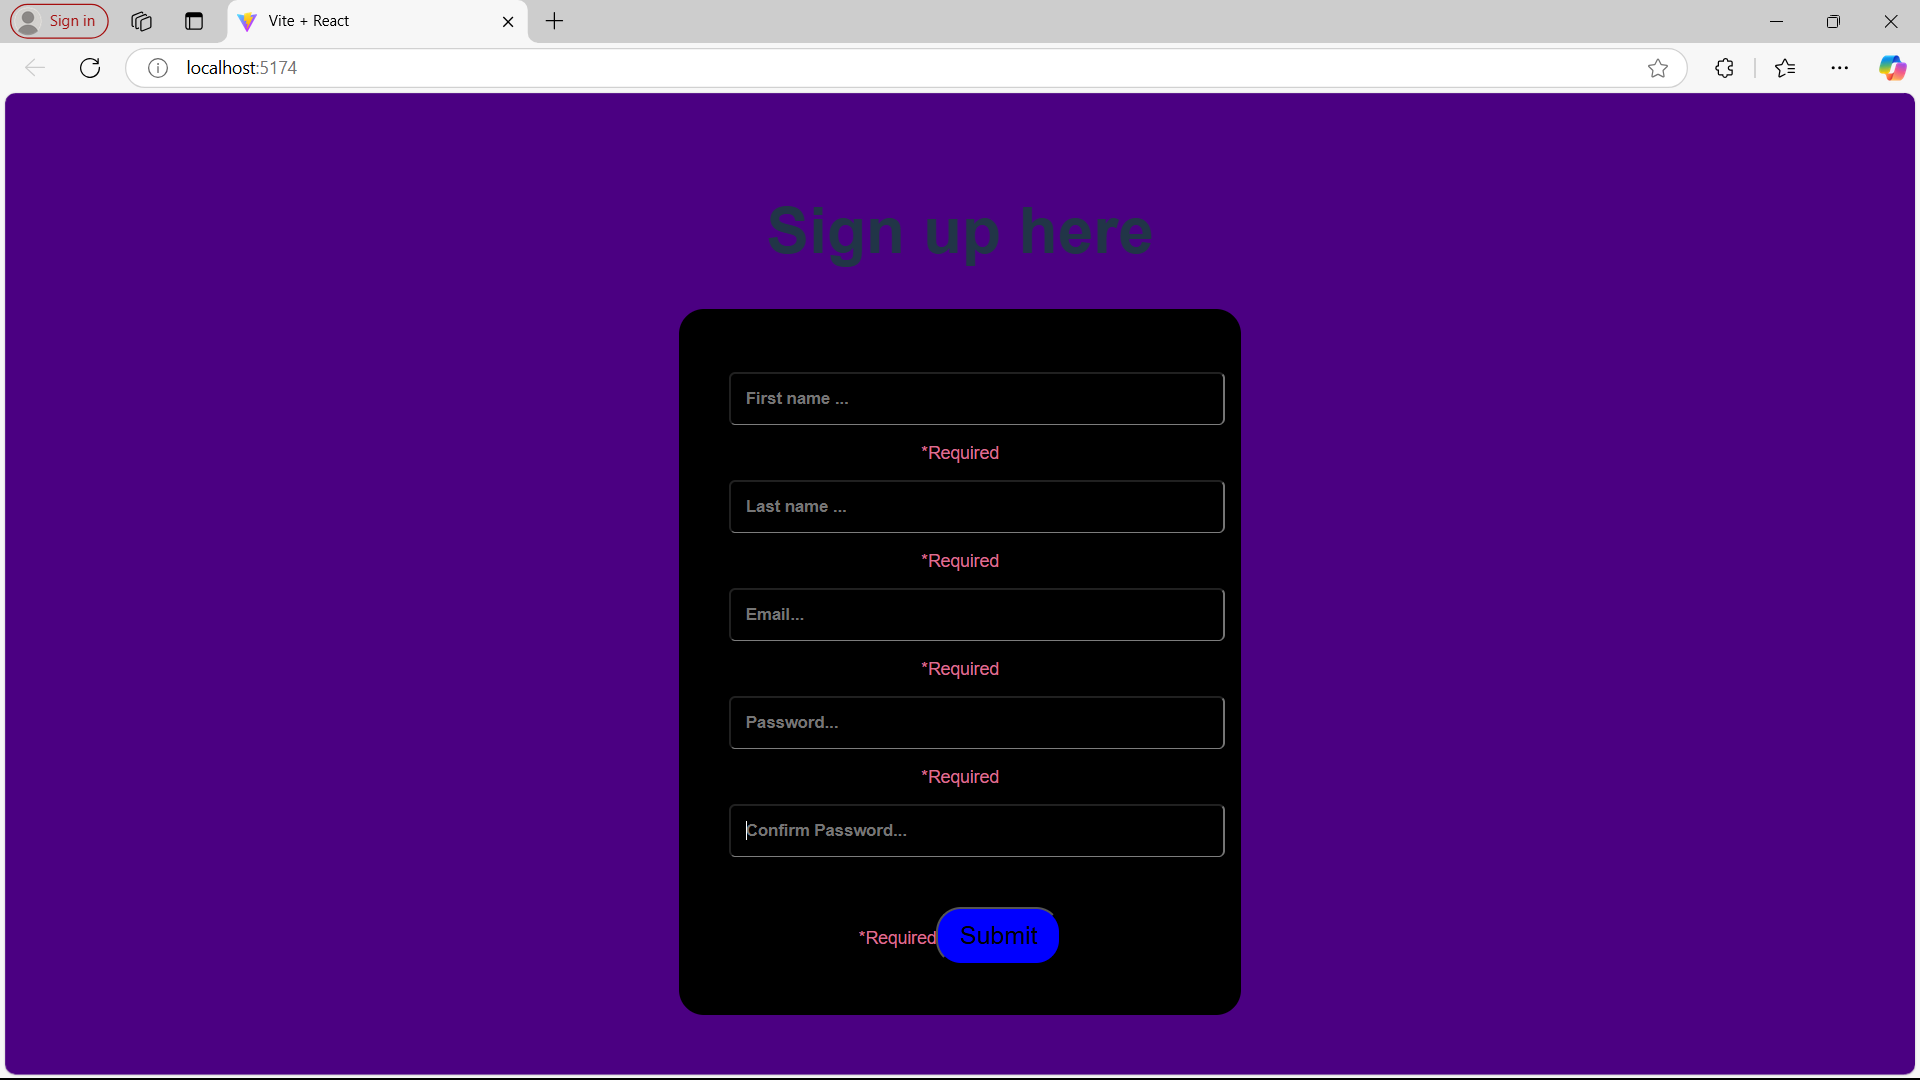 Sign in
Vite + React
localhost:5174
Sign up here
First name ...
*Required
Last name ...
*Required
Email...
*Required
Password...
*Required
Confirm Password...
*Required
Submit